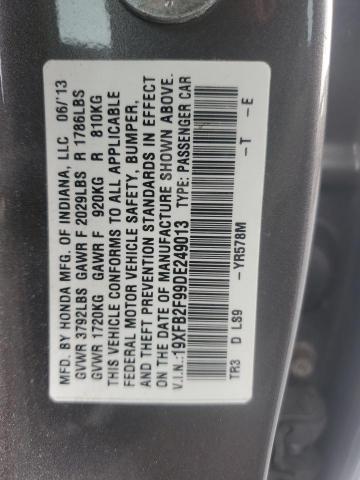 MFD. BY HONDA MFG. OF INDIANA, LLC 06/'13
GVWR 3792LBS GAWR F 2029LBS R 1786LBS
GVWR 1720KG GAWR F 920KG R 810KG
THIS VEHICLE CONFORMS TO ALL APPLICABLE
FEDERAL MOTOR VEHICLE SAFETY, BUMPER,
AND THEFT PREVENTION STANDARDS IN EFFECT
ON THE DATE OF MANUFACTURE SHOWN ABOVE.
V.I.N.:19XFB2F99DE249013 TYPE: PASSENGER CAR
-YR578M -T -E
TR3 D LS9